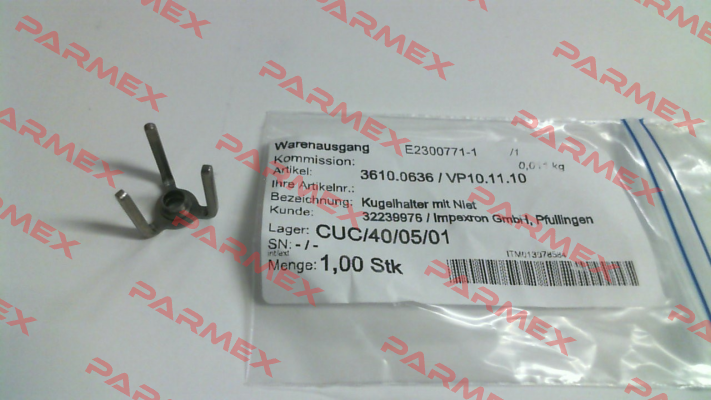 Warenausgang E2300771-1 /1
Kommission: kg
Artikel: 3610.0636 / VP10.11.10
Ihre Artikelnr.:
Bezeichnung: Kugelhalter mit Niet
Kunde: 32239976 / Impexron GmbH, Pfullingen
Lager: CUC/40/05/01
SN: - / -
Menge: 1,00 Stk
PARMEX